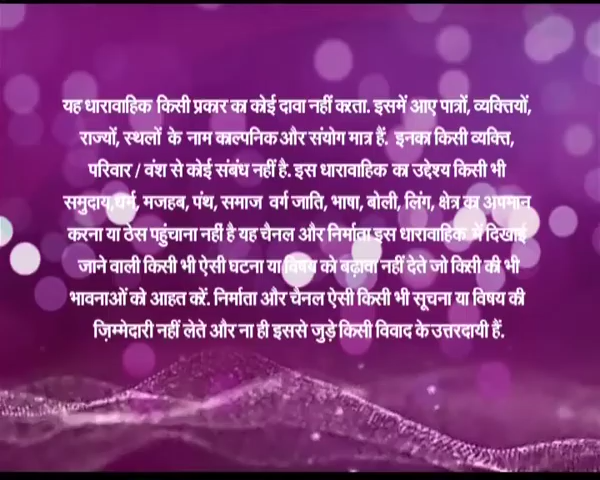 यह धारावाहिक किसी प्रकार का कोई दावा नहीं करता. इसमें आए पात्रों, व्यक्तियों,
राज्यों, स्थलों के नाम काल्पनिक और संयोग मात्र हैं. इनका किसी व्यक्ति,
परिवार / वंश से कोई संबंध नहीं है. इस धारावाहिक का उद्देश्य किसी भी
समुदाय,धर्म, मजहब, पंथ, समाज वर्ग जाति, भाषा, बोली, लिंग, क्षेत्र का अपमान
करना या ठेस पहुंचाना नहीं है यह चैनल और निर्माता इस धारावाहिक में दिखाई
जाने वाली किसी भी ऐसी घटना या विषय को बढ़ावा नहीं देते जो किसी की भी
भावनाओं को आहत करें. निर्माता और चैनल ऐसी किसी भी सूचना या विषय की
ज़िम्मेदारी नहीं लेते और ना ही इससे जुड़े किसी विवाद के उत्तरदायी हैं.